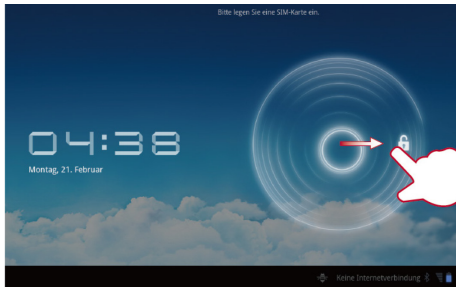 Bitte legen Sie eine SIM-Karte ein.
04:38
Montag, 21. Februar
Keine Internetverbindung